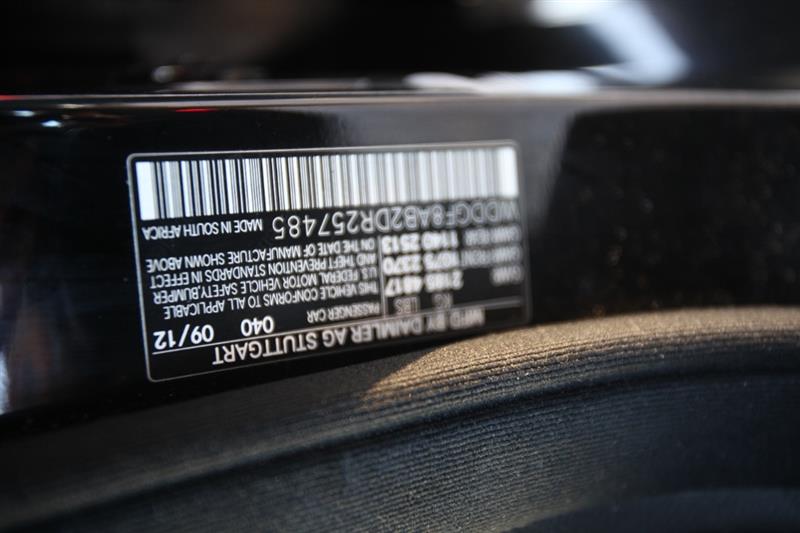 MFD BY DAIMLER AG STUTTGART
KG LBS 040 09/12
GVWR 2185 4817 PASSENGER CAR
GAWR FRONT 1075 2370
GAWR REAR 1140 2513
THIS VEHICLE CONFORMS TO ALL APPLICABLE
U.S. FEDERAL MOTOR VEHICLE SAFETY,BUMPER
AND THEFT PREVENTION STANDARDS IN EFFECT
ON THE DATE OF MANUFACTURE SHOWN ABOVE
WDDGF8AB2DR257485 MADE IN SOUTH AFRICA